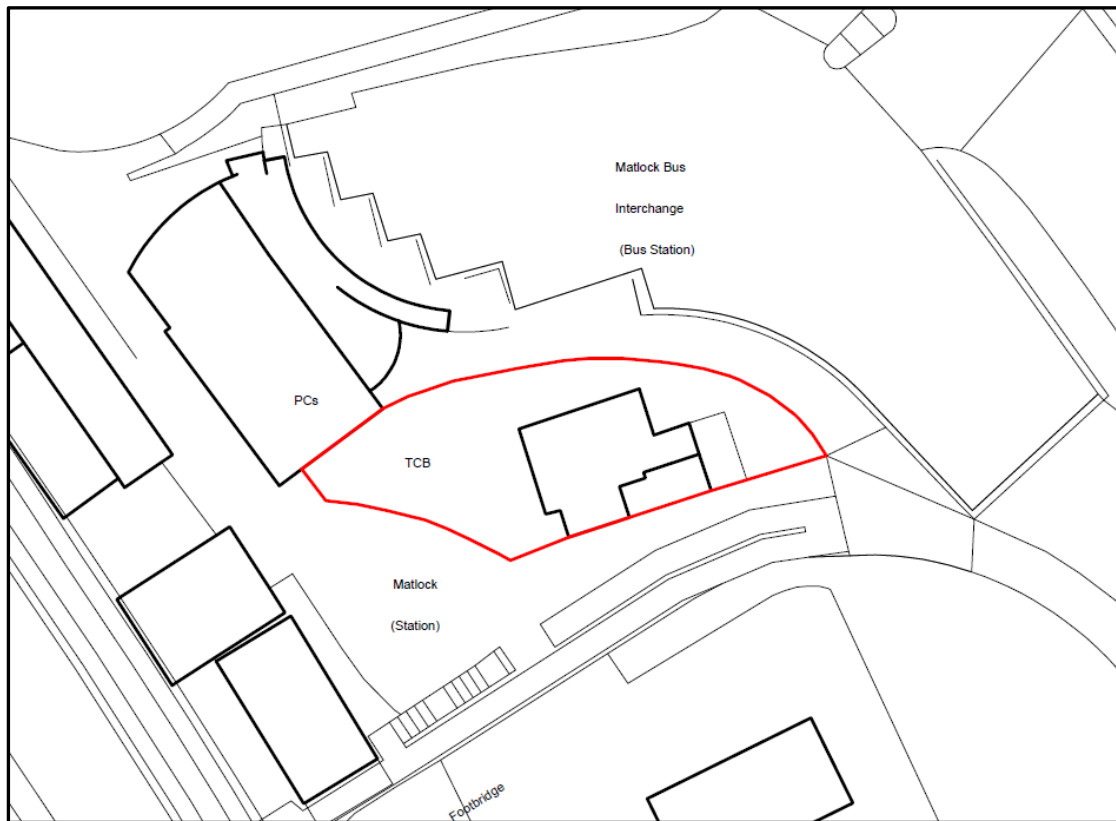 Matlock Bus
Interchange
(Bus Station)
PCs
TCB
Matlock
(Station)
Footbridge